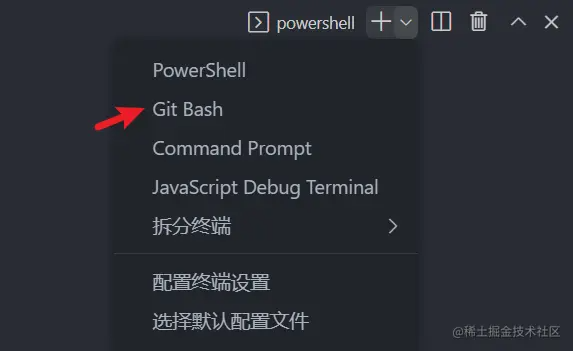 powershell
PowerShell
Git Bash
Command Prompt
JavaScript Debug Terminal
拆分终端
配置终端设置
选择默认配置文件
@稀土掘金技术社区